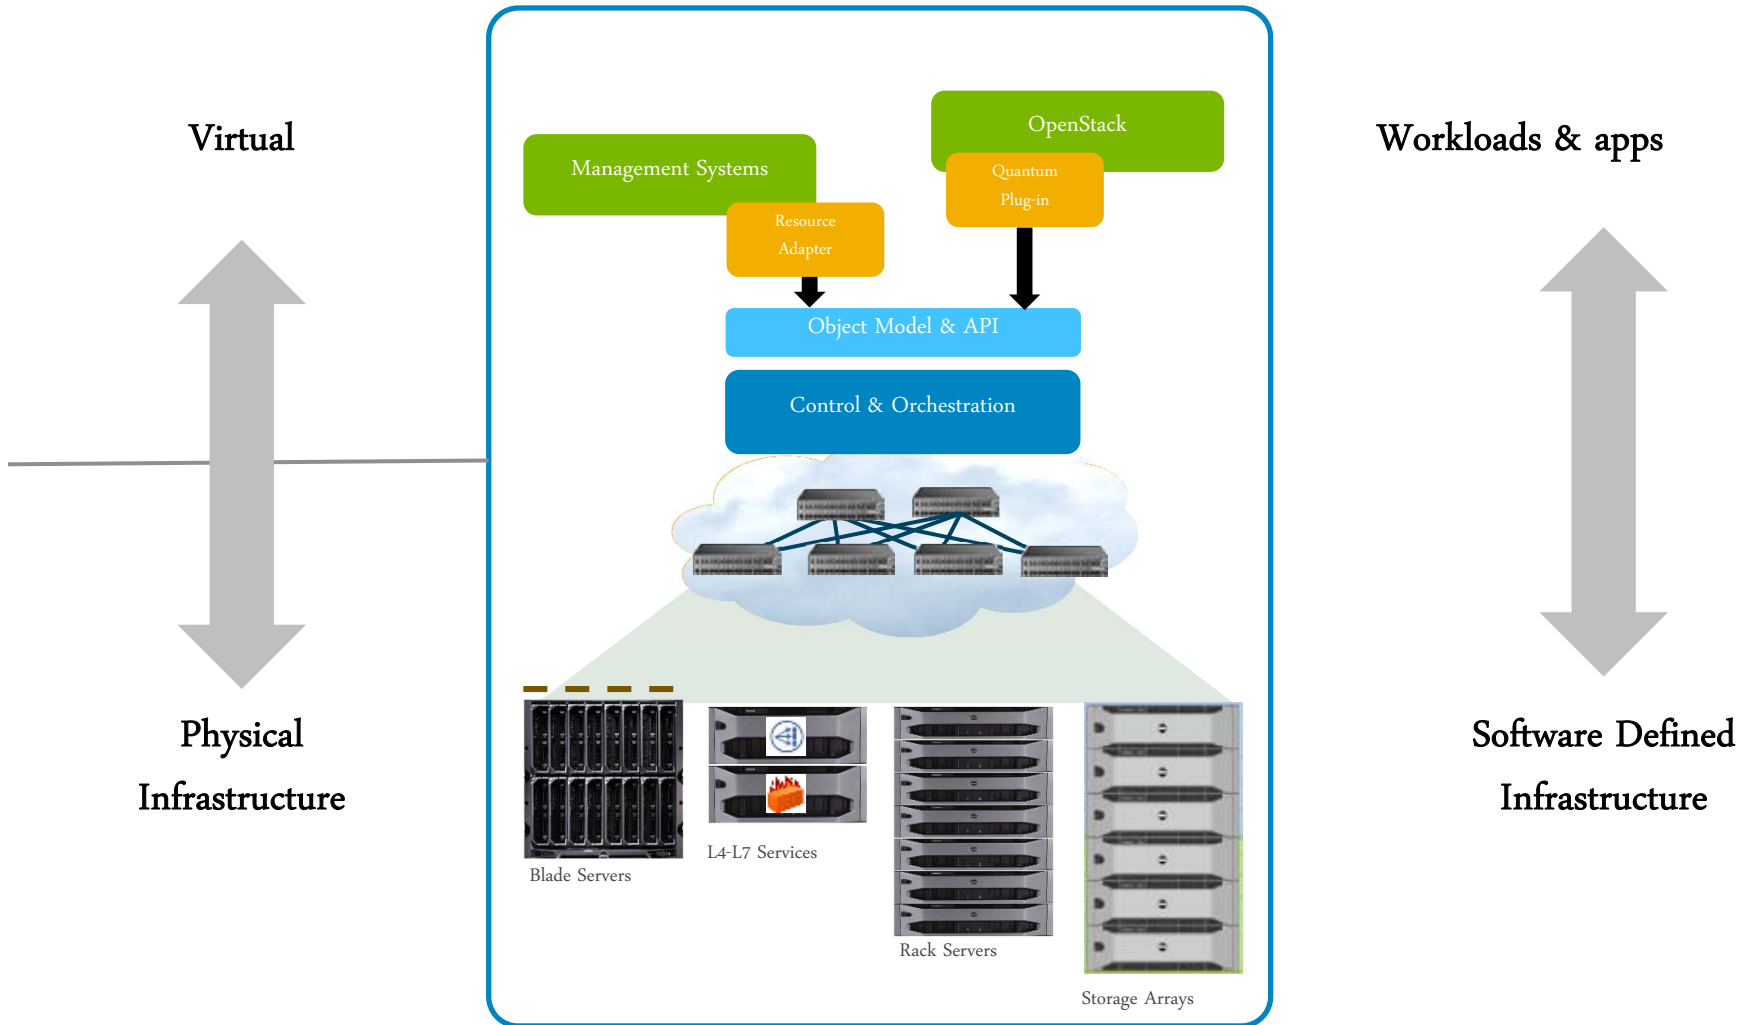 Virtual
Workloads & apps
OpenStack
Management Systems
Quantum
Plug-in
Resource
Adapter
Object Model & API
Control & Orchestration
Physical
Infrastructure
Software Defined
Infrastructure
L4-L7 Services
Blade Servers
Rack Servers
Storage Arrays